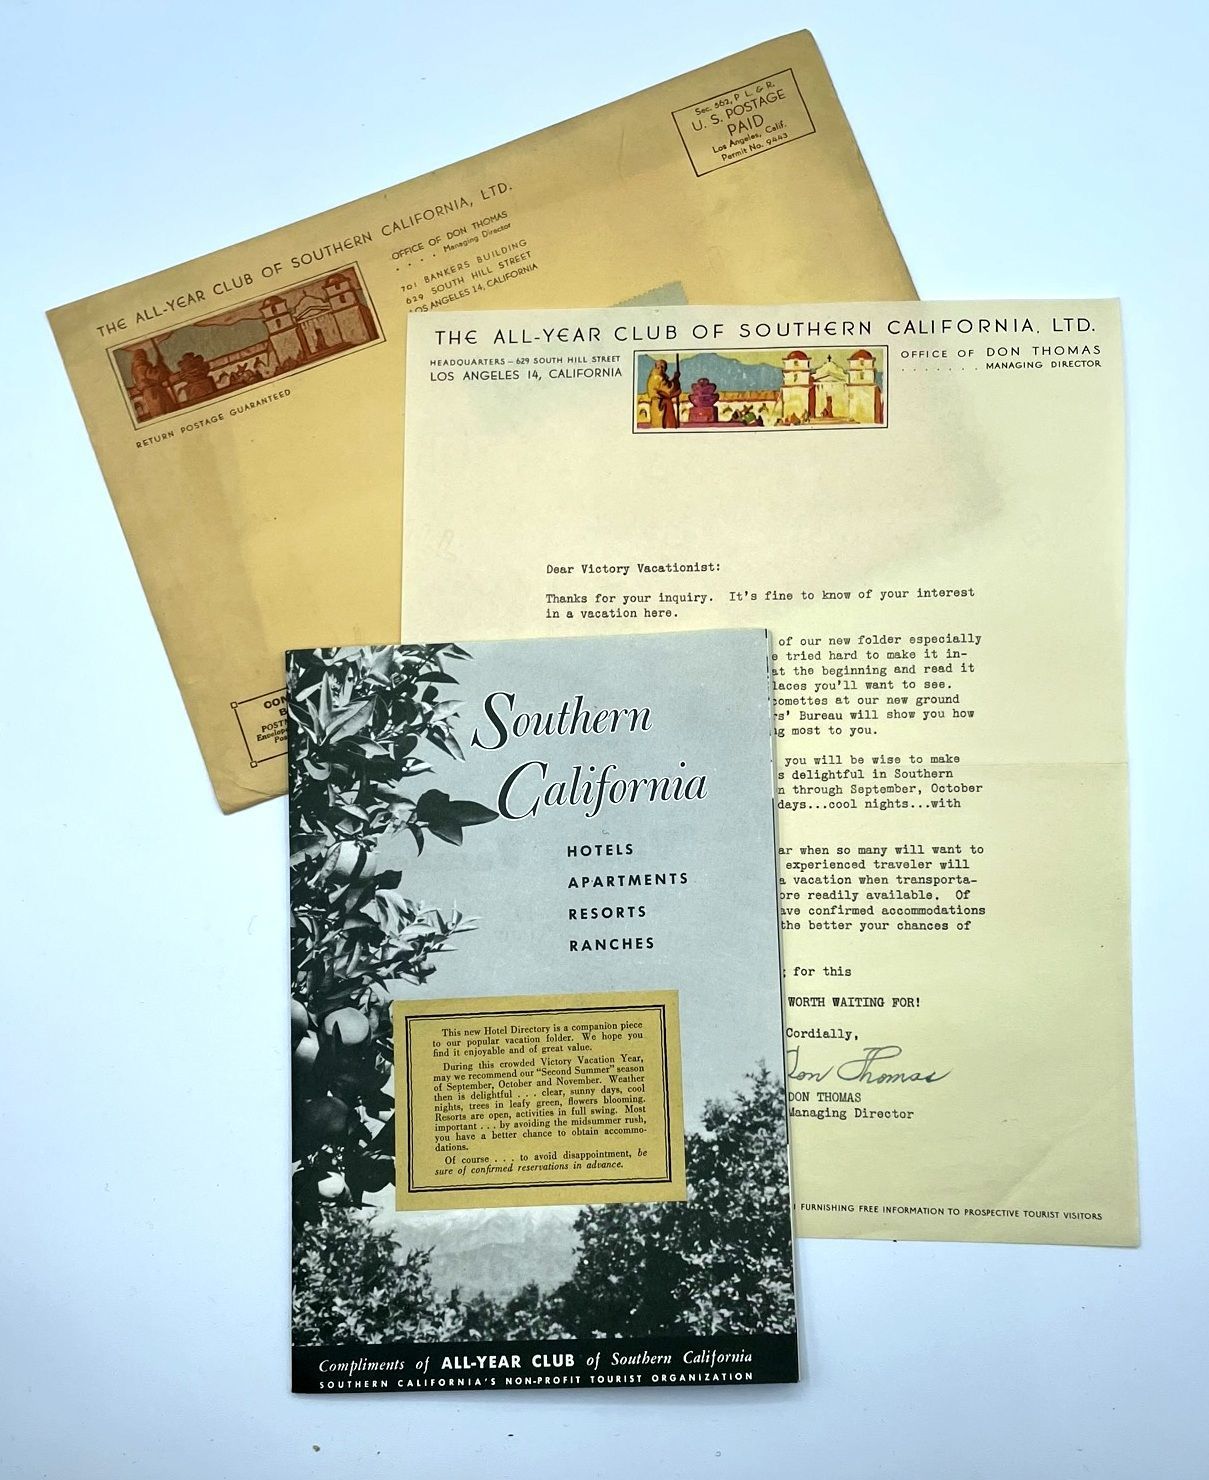 Sec. 562, P. L. & R.
U. S. POSTAGE
PAID
Los Angeles, Calif.
Permit No. 9443
THE ALL-YEAR CLUB OF SOUTHERN CALIFORNIA, LTD.
OFFICE OF DON THOMAS
. . . . Managing Director
701 BANKERS BUILDING
629 SOUTH HILL STREET
LOS ANGELES 14, CALIFORNIA
RETURN POSTAGE GUARANTEED
CON
POST
Envelop
Pos
THE ALL-YEAR CLUB OF SOUTHERN CALIFORNIA, LTD.
HEADQUARTERS — 629 SOUTH HILL STREET
LOS ANGELES 14, CALIFORNIA
OFFICE OF DON THOMAS
. . . . . . . MANAGING DIRECTOR
Dear Victory Vacationist:
Thanks for your inquiry. It's fine to know of your interest
in a vacation here.
of our new folder especially
e tried hard to make it in-
at the beginning and read it
laces you'll want to see.
comettes at our new ground
rs' Bureau will show you how
ng most to you.
you will be wise to make
s delightful in Southern
n through September, October
days...cool nights...with
ar when so many will want to
experienced traveler will
a vacation when transporta-
ore readily available. Of
ave confirmed accommodations
the better your chances of
for this
WORTH WAITING FOR!
Cordially,
Don Thomas
DON THOMAS
Managing Director
FURNISHING FREE INFORMATION TO PROSPECTIVE TOURIST VISITORS
Southern
California
HOTELS
APARTMENTS
RESORTS
RANCHES
This new Hotel Directory is a companion piece
to our popular vacation folder. We hope you
find it enjoyable and of great value.
During this crowded Victory Vacation Year,
may we recommend our "Second Summer" season
of September, October and November. Weather
then is delightful . . . clear, sunny days, cool
nights, trees in leafy green, flowers blooming.
Resorts are open, activities in full swing. Most
important . . . by avoiding the midsummer rush,
you have a better chance to obtain accommo-
dations.
Of course . . . to avoid disappointment, be
sure of confirmed reservations in advance.
Compliments of ALL-YEAR CLUB of Southern California
SOUTHERN CALIFORNIA'S NON-PROFIT TOURIST ORGANIZATION